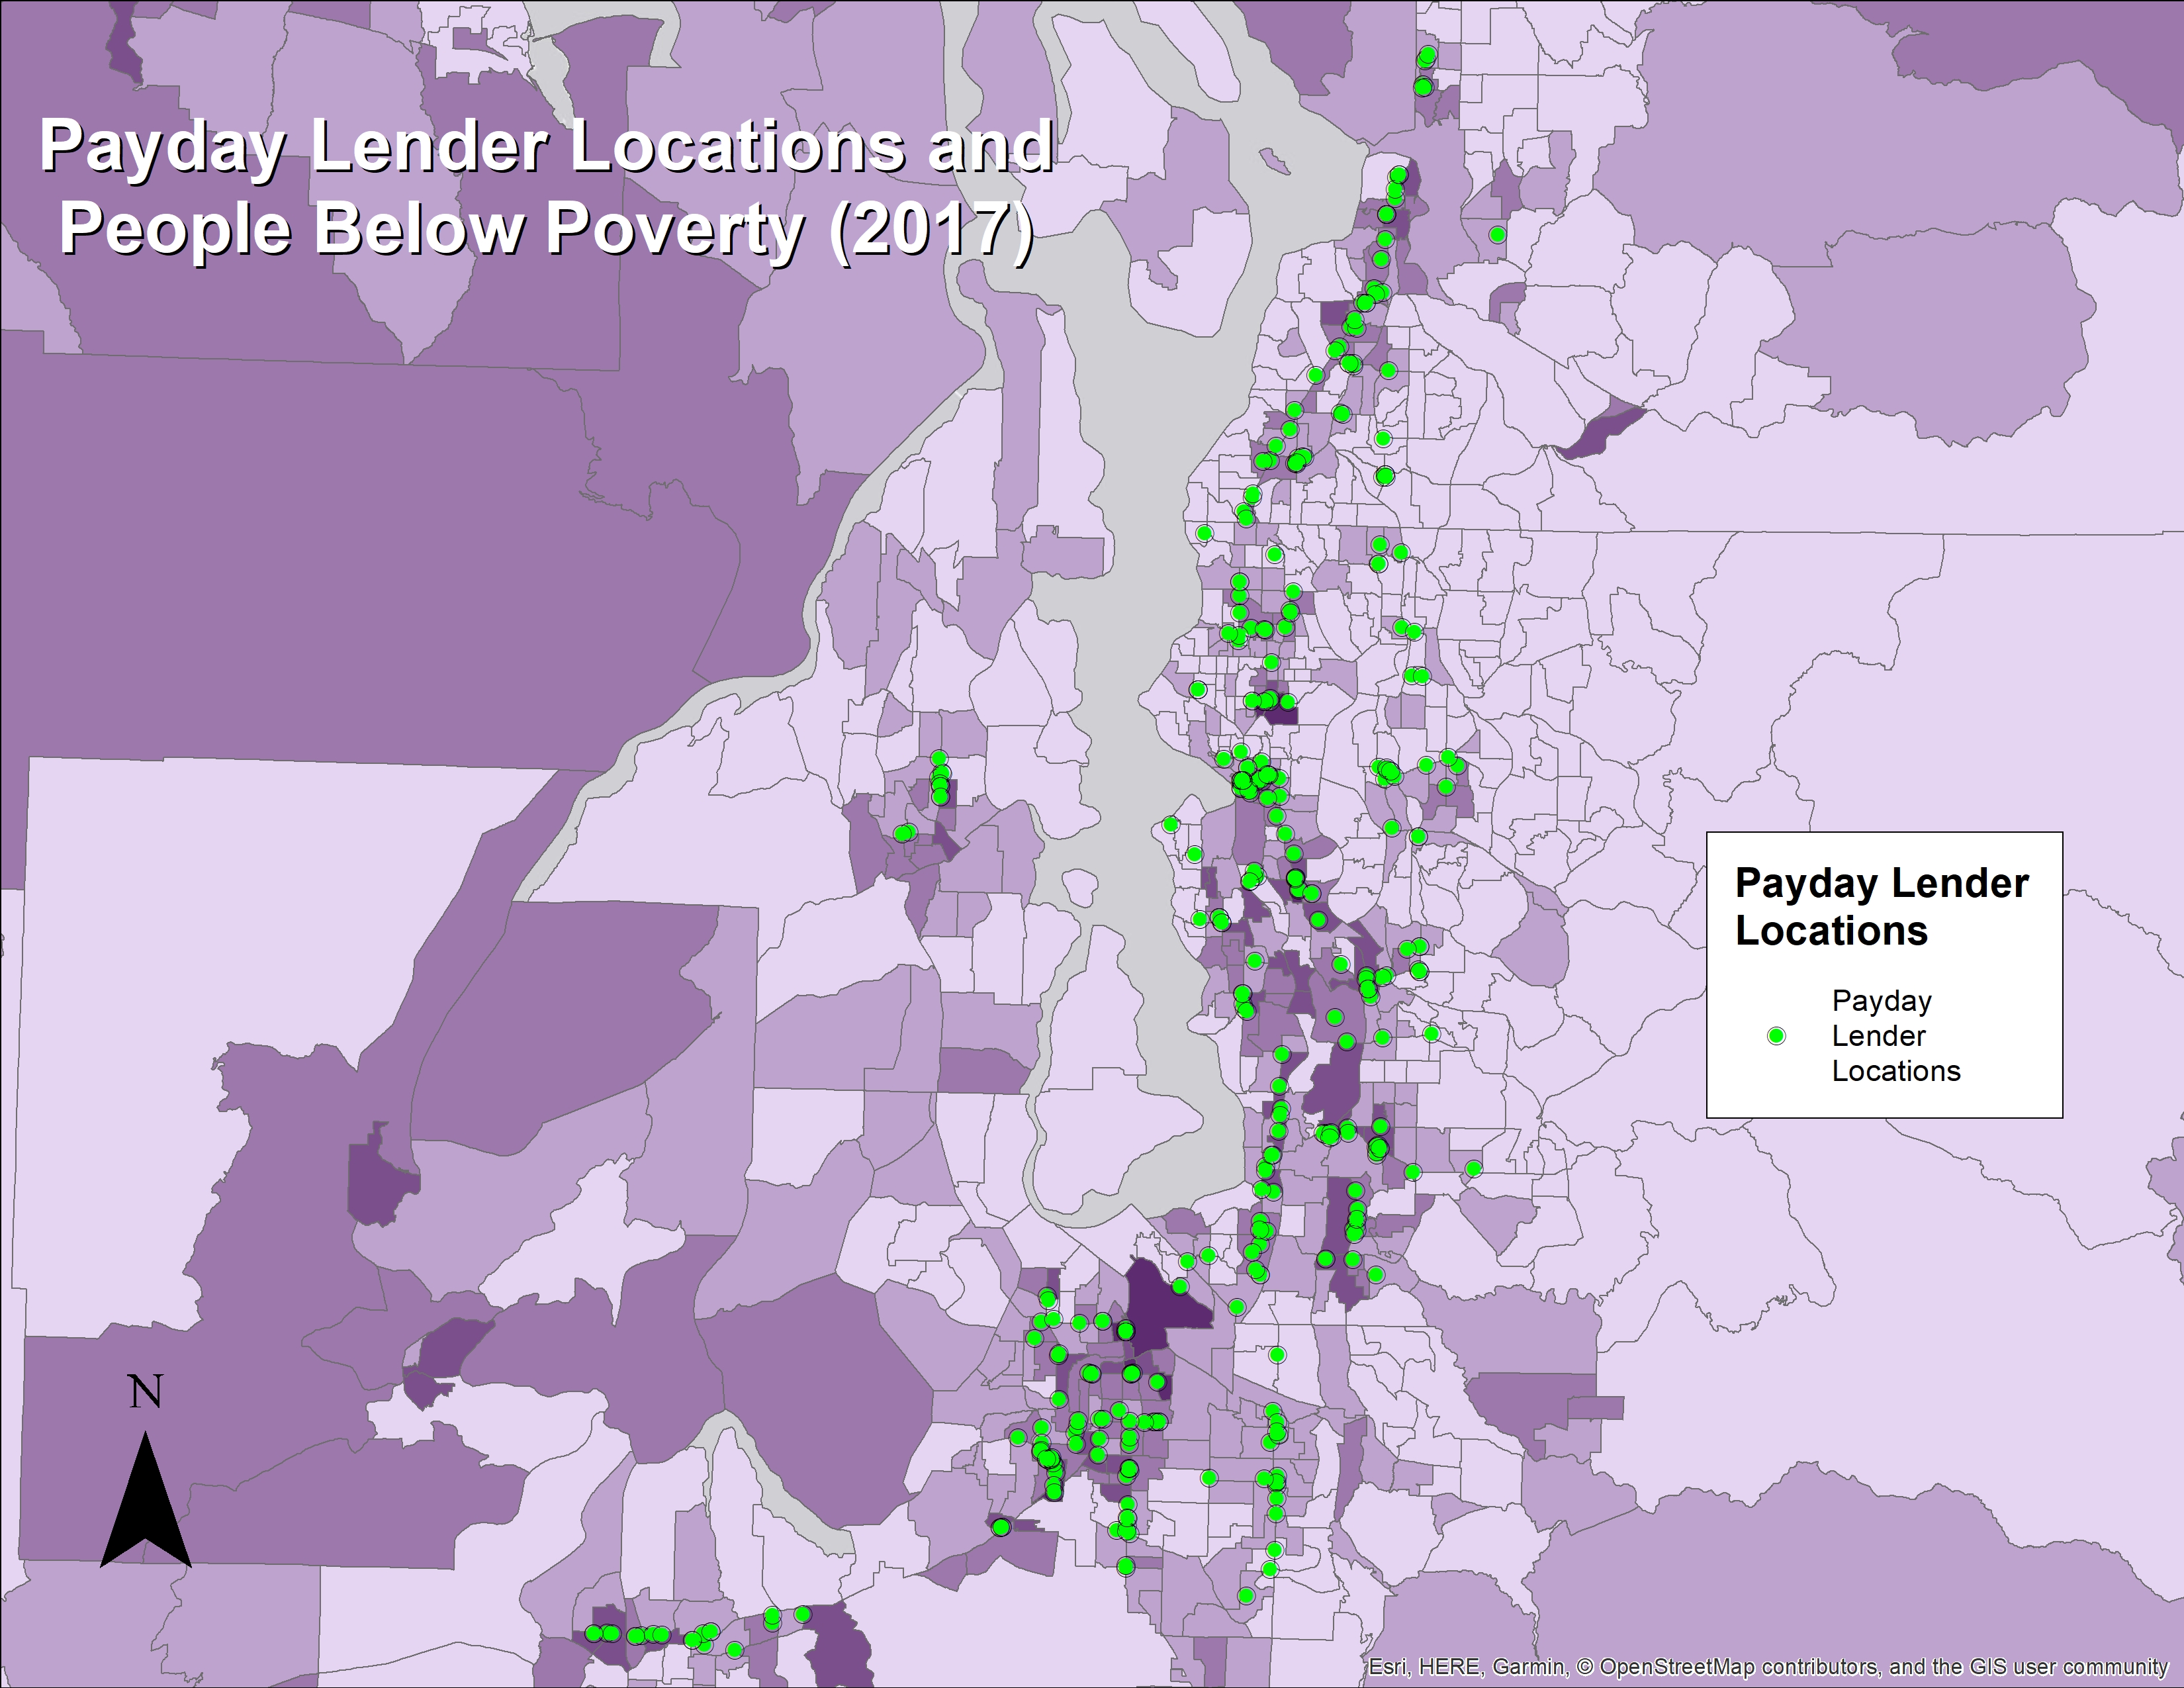 Payday Lender Locations and
People Below Poverty (2017)
Payday Lender
Locations
Payday
Lender
Locations
N
Esri, HERE, Garmin, © OpenStreetMap contributors, and the GIS user community